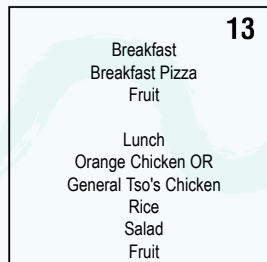 13
Breakfast
Breakfast Pizza
Fruit
Lunch
Orange Chicken OR
General Tso's Chicken
Rice
Salad
Fruit